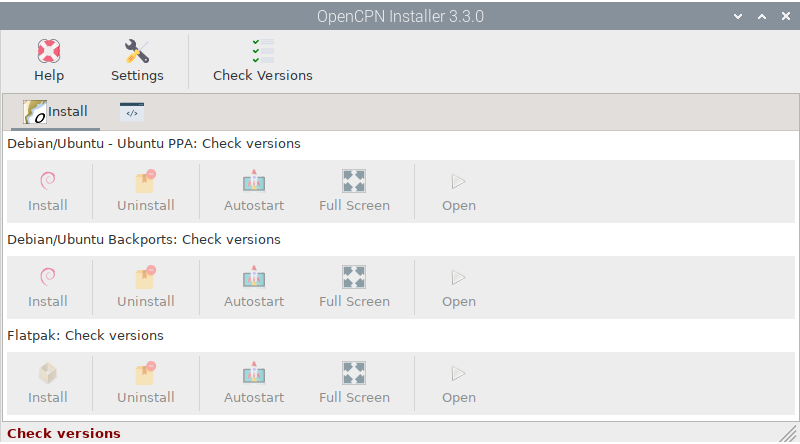 OpenCPN Installer 3.3.0
Help Settings Check Versions
Install </>
Debian/Ubuntu - Ubuntu PPA: Check versions
Install Uninstall Autostart Full Screen Open
Debian/Ubuntu Backports: Check versions
Install Uninstall Autostart Full Screen Open
Flatpak: Check versions
Install Uninstall Autostart Full Screen Open
Check versions